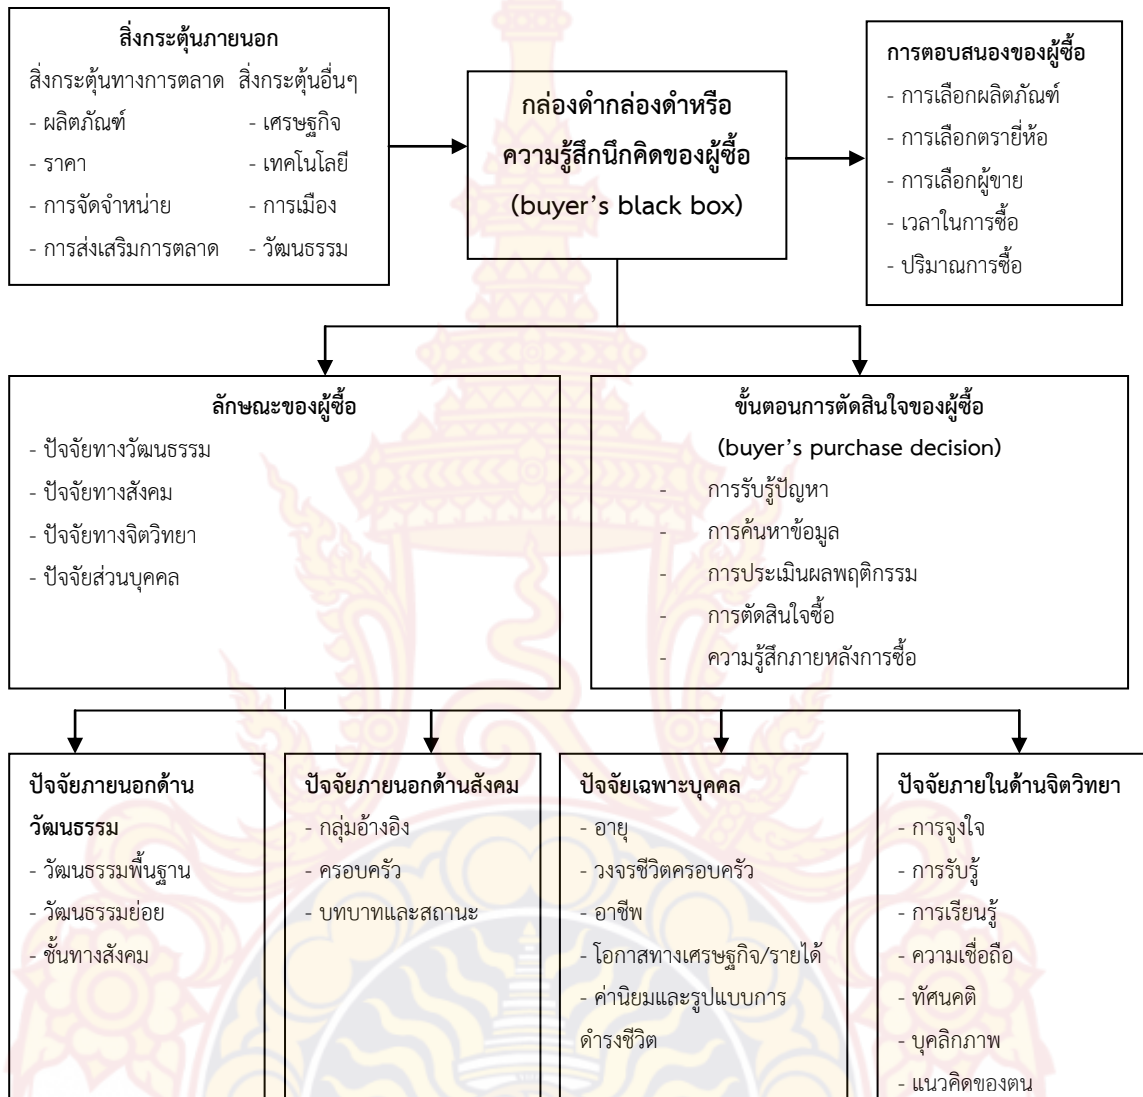 สิ่งกระตุ้นภายนอก
สิ่งกระตุ้นทางการตลาด สิ่งกระตุ้นอื่นๆ
- ผลิตภัณฑ์ - เศรษฐกิจ
- ราคา - เทคโนโลยี
- การจัดจำหน่าย - การเมือง
- การส่งเสริมการตลาด - วัฒนธรรม
กล่องดำกล่องดำหรือ
ความรู้สึกนึกคิดของผู้ซื้อ
(buyer's black box)
การตอบสนองของผู้ซื้อ
- การเลือกผลิตภัณฑ์
- การเลือกตรายี่ห้อ
- การเลือกผู้ขาย
- เวลาในการซื้อ
- ปริมาณการซื้อ
ลักษณะของผู้ซื้อ
- ปัจจัยทางวัฒนธรรม
- ปัจจัยทางสังคม
- ปัจจัยทางจิตวิทยา
- ปัจจัยส่วนบุคคล
ขั้นตอนการตัดสินใจของผู้ซื้อ
(buyer's purchase decision)
- การรับรู้ปัญหา
- การค้นหาข้อมูล
- การประเมินผลพฤติกรรม
- การตัดสินใจซื้อ
- ความรู้สึกภายหลังการซื้อ
ปัจจัยภายนอกด้าน
วัฒนธรรม
- วัฒนธรรมพื้นฐาน
- วัฒนธรรมย่อย
- ชั้นทางสังคม
ปัจจัยภายนอกด้านสังคม
- กลุ่มอ้างอิง
- ครอบครัว
- บทบาทและสถานะ
ปัจจัยเฉพาะบุคคล
- อายุ
- วงจรชีวิตครอบครัว
- อาชีพ
- โอกาสทางเศรษฐกิจ/รายได้
- ค่านิยมและรูปแบบการ
ดำรงชีวิต
ปัจจัยภายในด้านจิตวิทยา
- การจูงใจ
- การรับรู้
- การเรียนรู้
- ความเชื่อถือ
- ทัศนคติ
- บุคลิกภาพ
- แนวคิดของตน